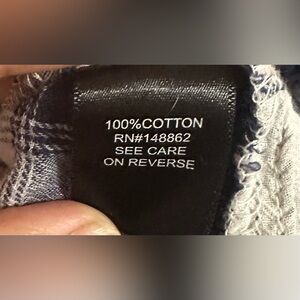 100%COTTON
RN#148862
SEE CARE
ON REVERSE